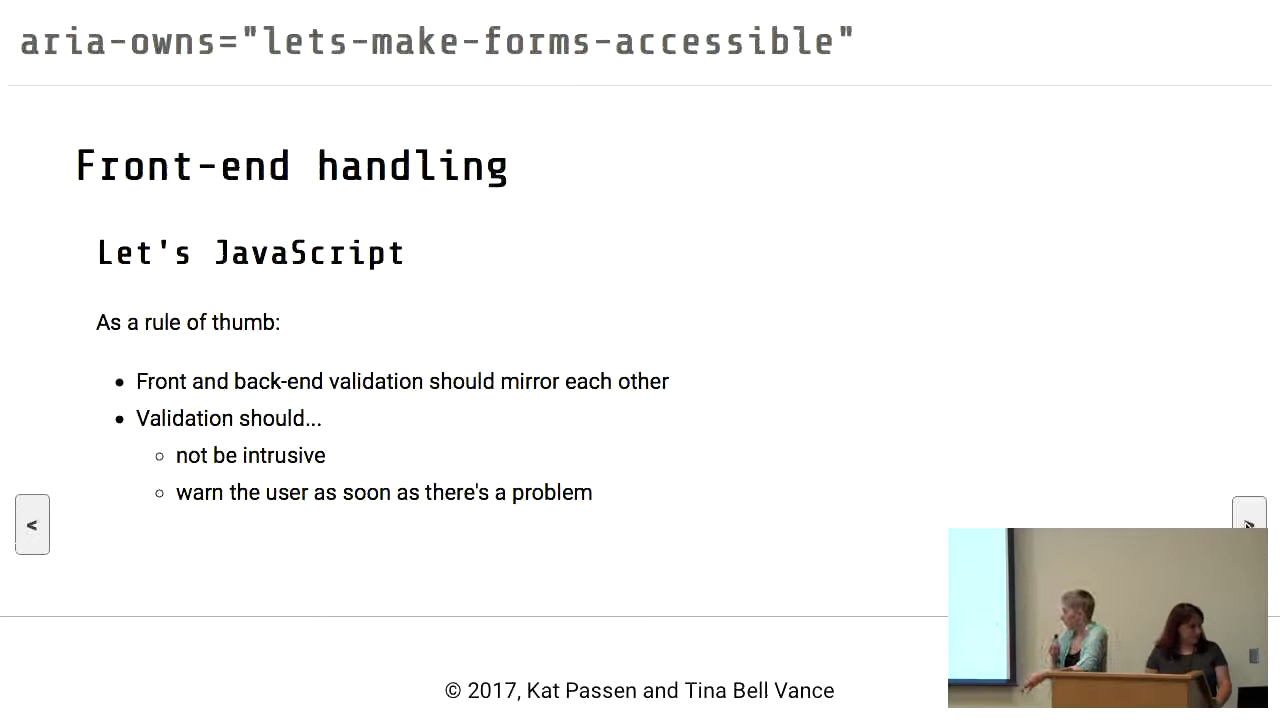 aria-owns="lets-make-forms-accessible"
Front-end handling
Let's JavaScript
As a rule of thumb:
Front and back-end validation should mirror each other
Validation should...
not be intrusive
warn the user as soon as there's a problem
<
>
© 2017, Kat Passen and Tina Bell Vance